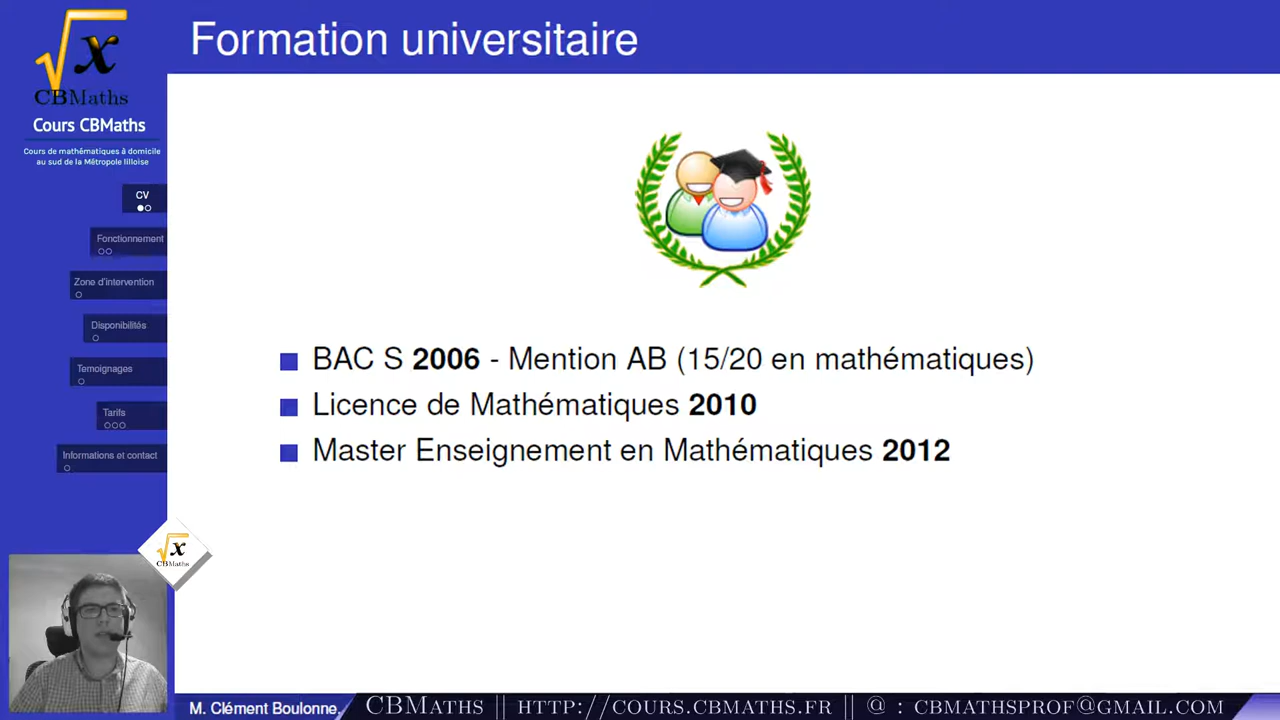 Formation universitaire
x
CBMaths
Cours CBMaths
Cours de mathématiques à domicile
au sud de la Métropole lilloise
CV
Fonctionnement
Zone d'intervention
Disponibilités
Temoignages
Tarifs
Informations et contact
BAC S 2006 - Mention AB (15/20 en mathématiques)
Licence de Mathématiques 2010
Master Enseignement en Mathématiques 2012
x
CBMaths
M. Clément Boulonne, CBMATHS || HTTP://COURS.CBMATHS.FR || @ : CBMATHSPROF@GMAIL.COM